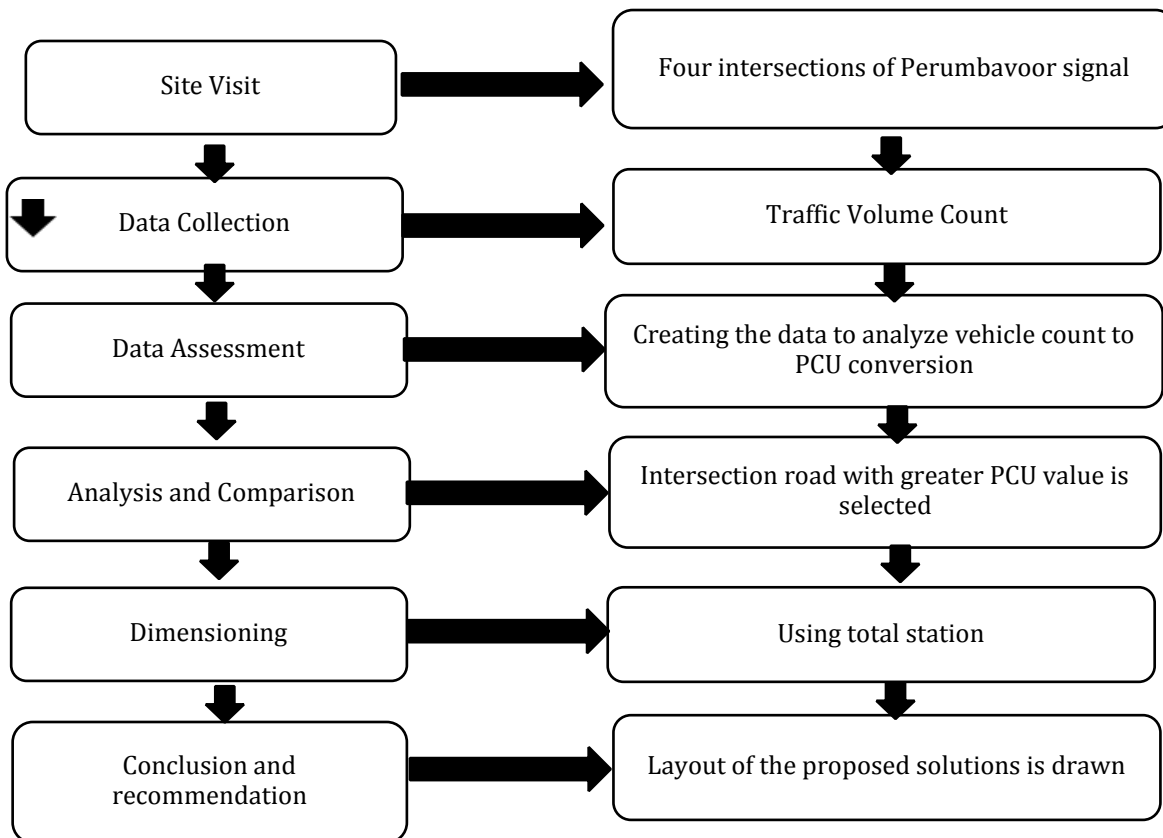 Site Visit
Four intersections of Perumbavoor signal
Data Collection
Traffic Volume Count
Data Assessment
Creating the data to analyze vehicle count to
PCU conversion
Analysis and Comparison
Intersection road with greater PCU value is
selected
Dimensioning
Using total station
Conclusion and
recommendation
Layout of the proposed solutions is drawn